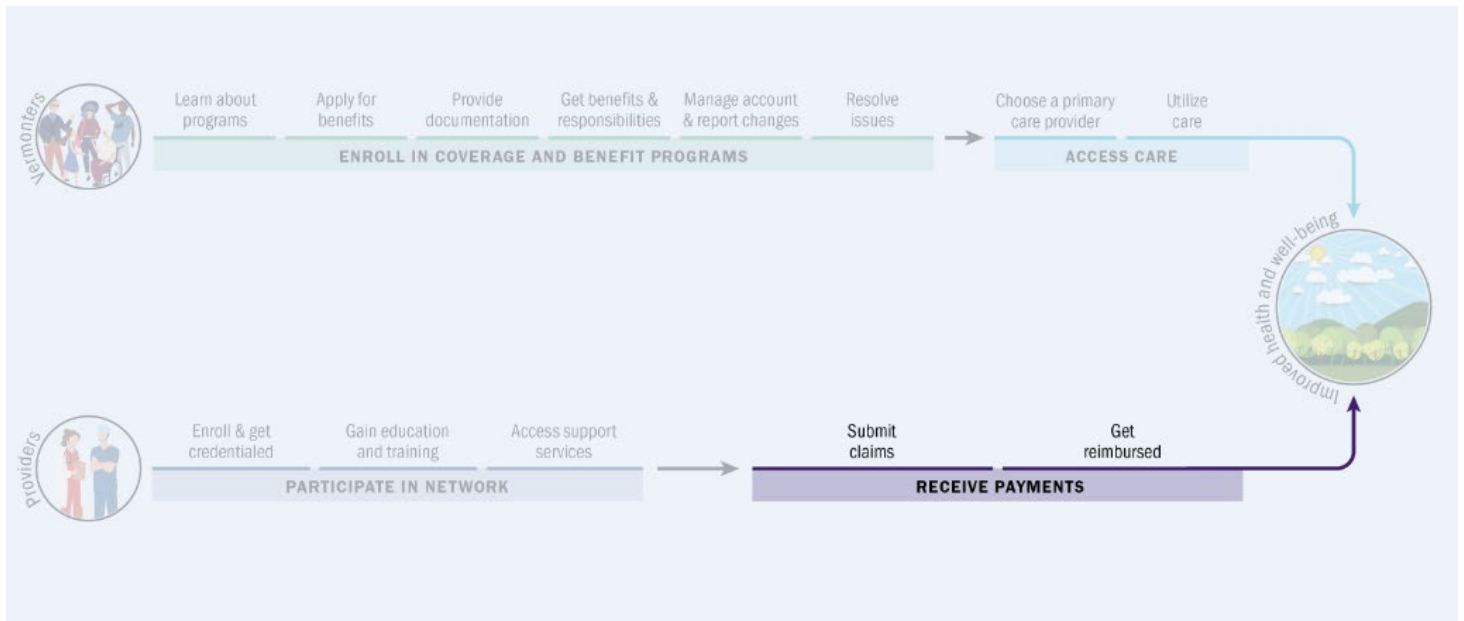 Vermonters
Learn about
programs
Apply for
benefits
Provide
documentation
Get benefits &
responsibilities
Manage account
& report changes
Resolve
issues
ENROLL IN COVERAGE AND BENEFIT PROGRAMS
Choose a primary
care provider
Utilize
care
ACCESS CARE
Improved health and well-being
Providers
Enroll & get
credentialed
Gain education
and training
Access support
services
PARTICIPATE IN NETWORK
Submit
claims
Get
reimbursed
RECEIVE PAYMENTS